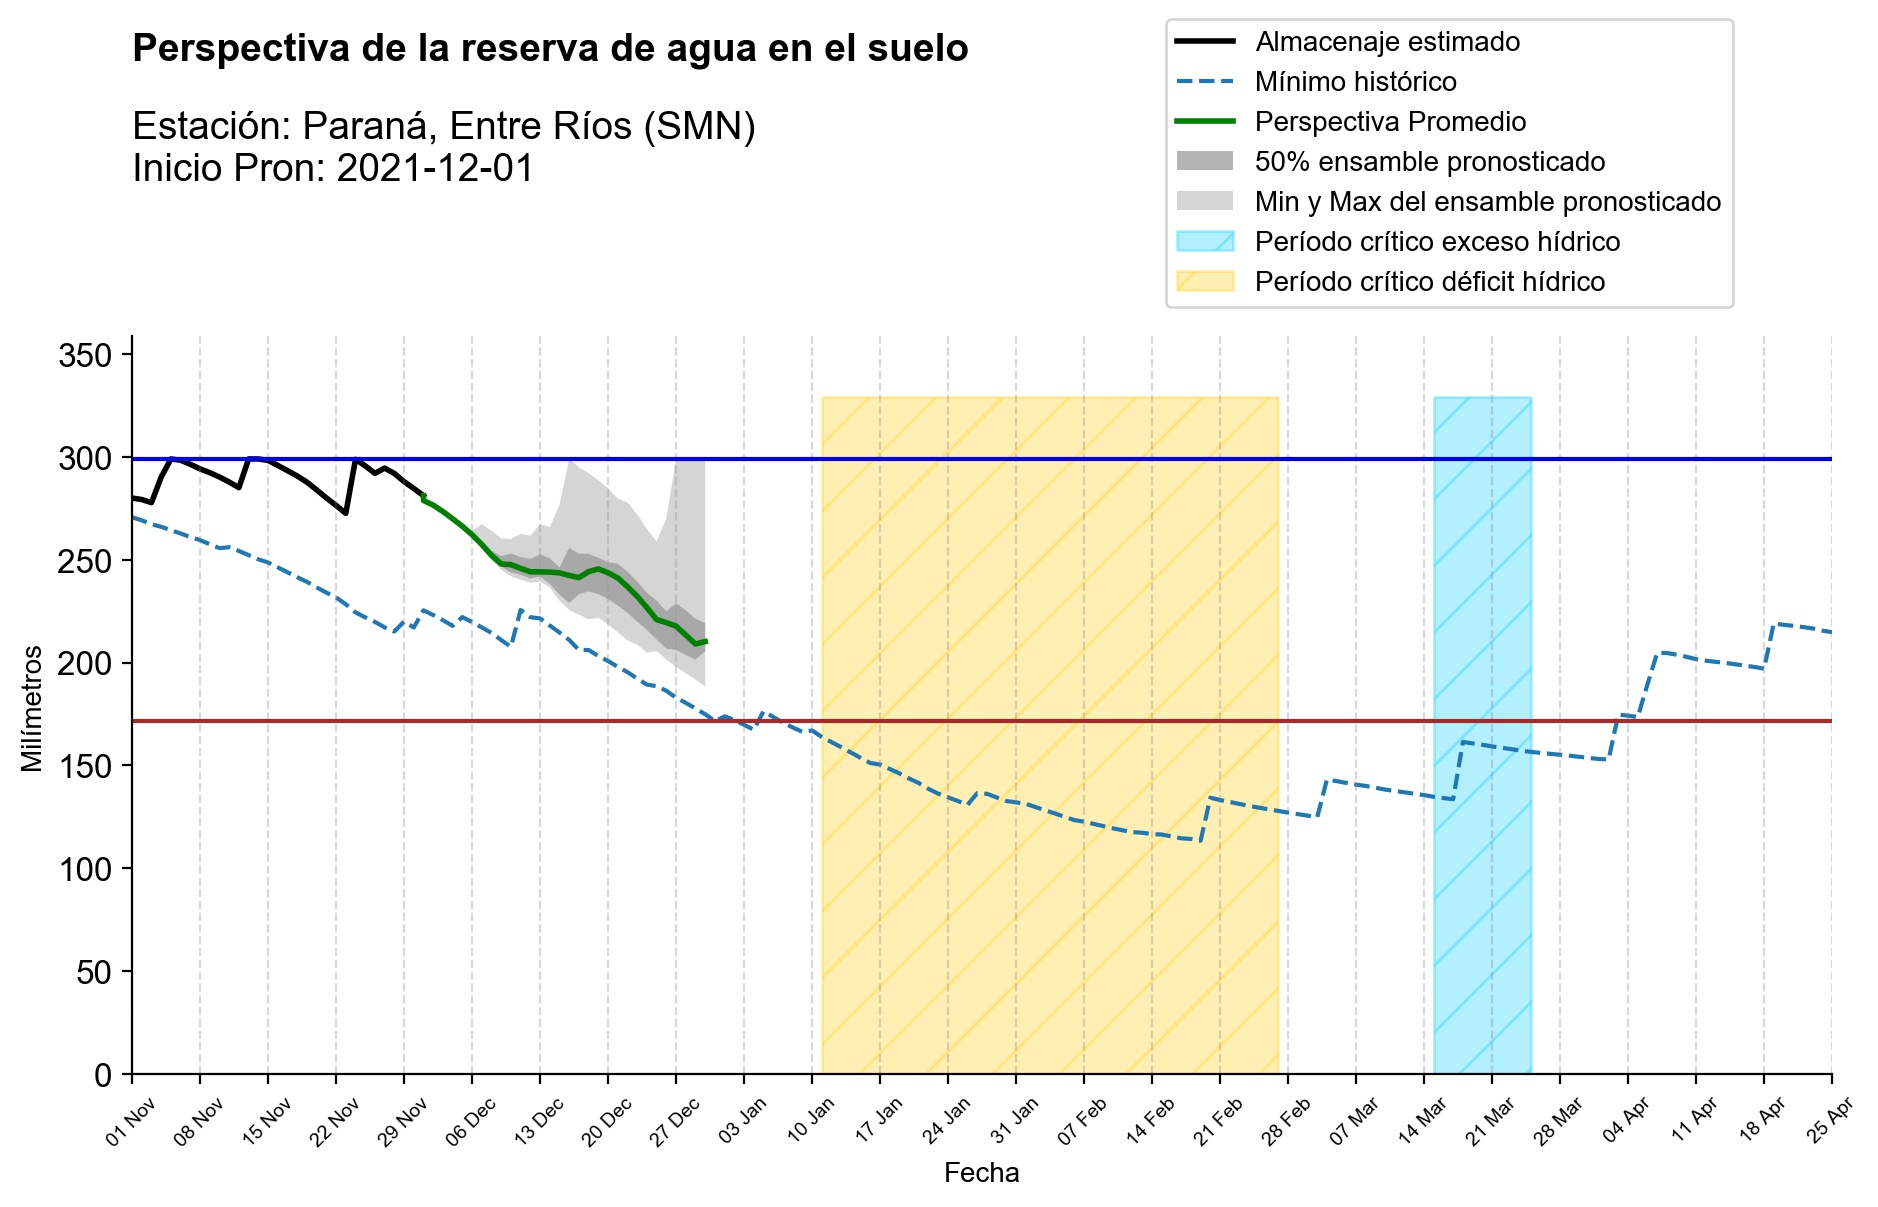 Perspectiva de la reserva de agua en el suelo
Estación: Paraná, Entre Ríos (SMN)
Inicio Pron: 2021-12-01
Almacenaje estimado
Mínimo histórico
Perspectiva Promedio
50% ensamble pronosticado
Min y Max del ensamble pronosticado
Período crítico exceso hídrico
Período crítico déficit hídrico
350
300
250
200
150
100
50
0
Milímetros
01 Nov
08 Nov
15 Nov
22 Nov
29 Nov
06 Dec
13 Dec
20 Dec
27 Dec
03 Jan
10 Jan
17 Jan
24 Jan
31 Jan
07 Feb
14 Feb
21 Feb
28 Feb
07 Mar
14 Mar
21 Mar
28 Mar
04 Apr
11 Apr
18 Apr
25 Apr
Fecha